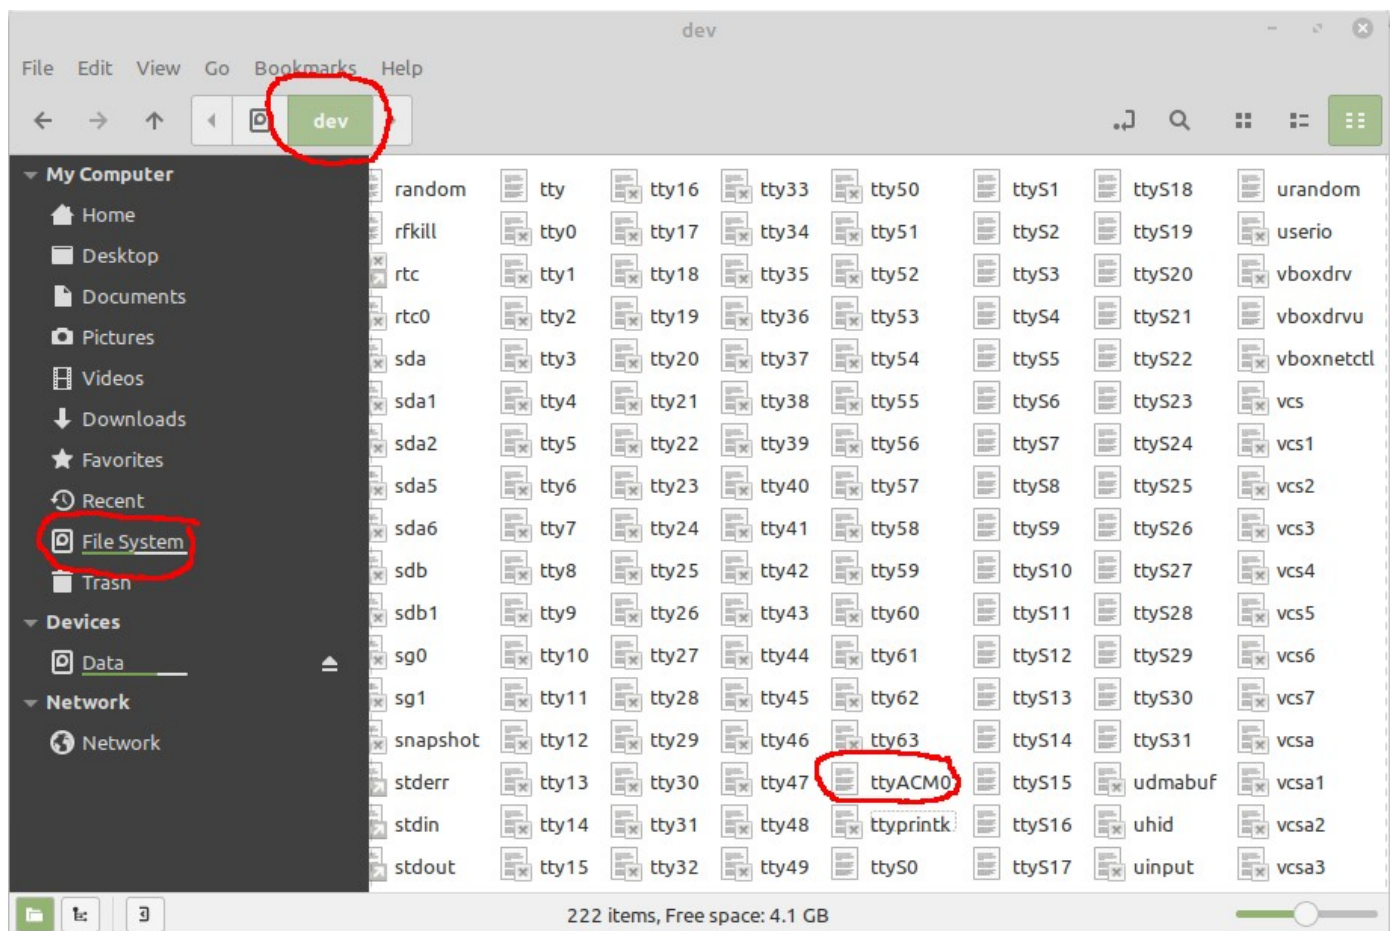 dev
File Edit View Go Bookmarks Help
dev
My Computer
Home
Desktop
Documents
Pictures
Videos
Downloads
Favorites
Recent
File System
Trash
Devices
Data
Network
Network
random tty tty16 tty33 tty50 ttyS1 ttyS18 urandom
rfkill tty0 tty17 tty34 tty51 ttyS2 ttyS19 userio
rtc tty1 tty18 tty35 tty52 ttyS3 ttyS20 vboxdrv
rtc0 tty2 tty19 tty36 tty53 ttyS4 ttyS21 vboxdrvu
sda tty3 tty20 tty37 tty54 ttyS5 ttyS22 vboxnetctl
sda1 tty4 tty21 tty38 tty55 ttyS6 ttyS23 vcs
sda2 tty5 tty22 tty39 tty56 ttyS7 ttyS24 vcs1
sda5 tty6 tty23 tty40 tty57 ttyS8 ttyS25 vcs2
sda6 tty7 tty24 tty41 tty58 ttyS9 ttyS26 vcs3
sdb tty8 tty25 tty42 tty59 ttyS10 ttyS27 vcs4
sdb1 tty9 tty26 tty43 tty60 ttyS11 ttyS28 vcs5
sg0 tty10 tty27 tty44 tty61 ttyS12 ttyS29 vcs6
sg1 tty11 tty28 tty45 tty62 ttyS13 ttyS30 vcs7
snapshot tty12 tty29 tty46 tty63 ttyS14 ttyS31 vcsa
stderr tty13 tty30 tty47 ttyACM0 ttyS15 udmabuf vcsa1
stdin tty14 tty31 tty48 ttyprintk ttyS16 uhid vcsa2
stdout tty15 tty32 tty49 ttyS0 ttyS17 uinput vcsa3
222 items, Free space: 4.1 GB